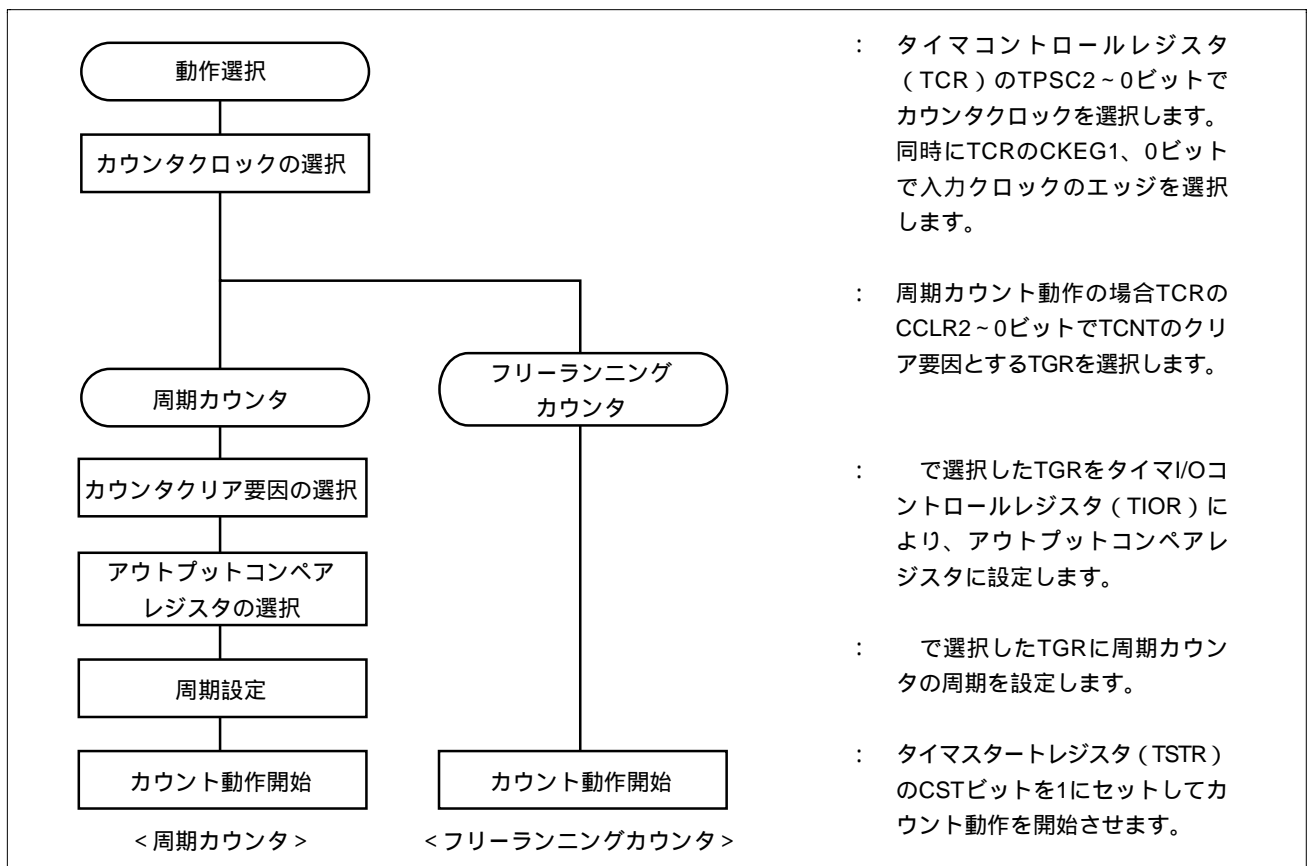 動作選択
カウンタクロックの選択
周期カウンタ
フリーランニング
カウンタ
カウンタクリア要因の選択
アウトプットコンペア
レジスタの選択
周期設定
カウント動作開始
カウント動作開始
<周期カウンタ>
<フリーランニングカウンタ>
: タイマコントロールレジスタ
(TCR)のTPSC2~0ビットで
カウンタクロックを選択します。
同時にTCRのCKEG1、0ビット
で入力クロックのエッジを選択
します。
: 周期カウント動作の場合TCRの
CCLR2~0ビットでTCNTのクリ
ア要因とするTGRを選択します。
: で選択したTGRをタイマI/Oコ
ントロールレジスタ(TIOR)に
より、アウトプットコンペアレ
ジスタに設定します。
: で選択したTGRに周期カウン
タの周期を設定します。
: タイマスタートレジスタ(TSTR)
のCSTビットを1にセットしてカ
ウント動作を開始させます。